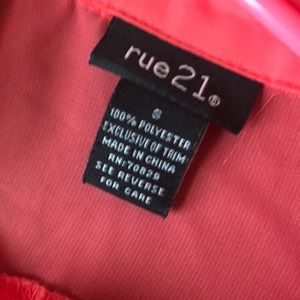 rue21®
S
100% POLYESTER
EXCLUSIVE OF TRIM
MADE IN CHINA
RN: 70829
SEE REVERSE
FOR CARE